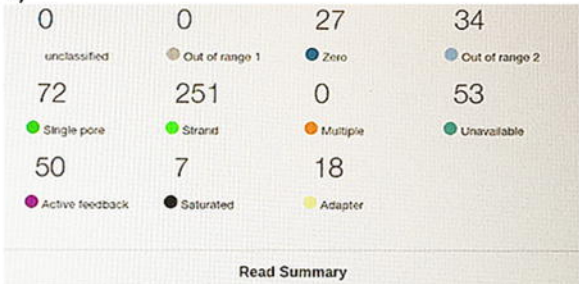 0 0 27 34
unclassified Out of range 1 Zero Out of range 2
72 251 0 53
Single pore Strand Multiple Unavailable
50 7 18
Active feedback Saturated Adapter
Read Summary